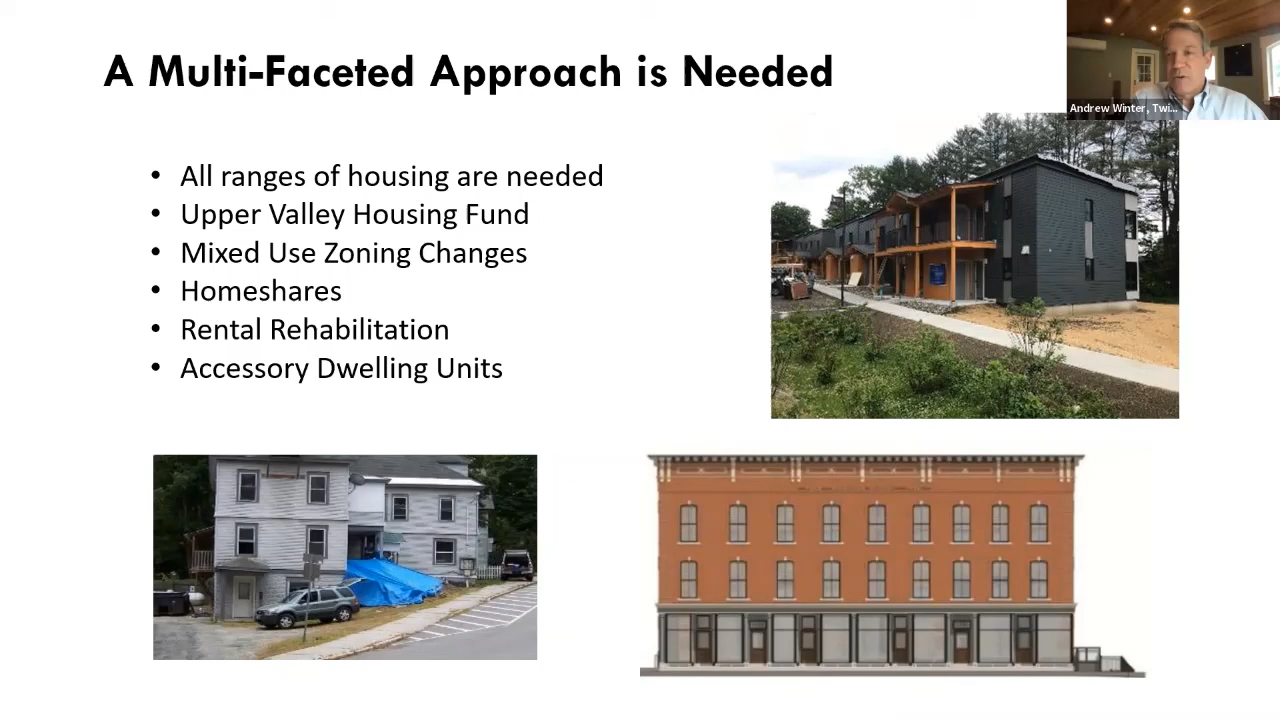 A Multi-Faceted Approach is Needed
Andrew Winter, Twi...
• All ranges of housing are needed
• Upper Valley Housing Fund
• Mixed Use Zoning Changes
• Homeshares
• Rental Rehabilitation
• Accessory Dwelling Units